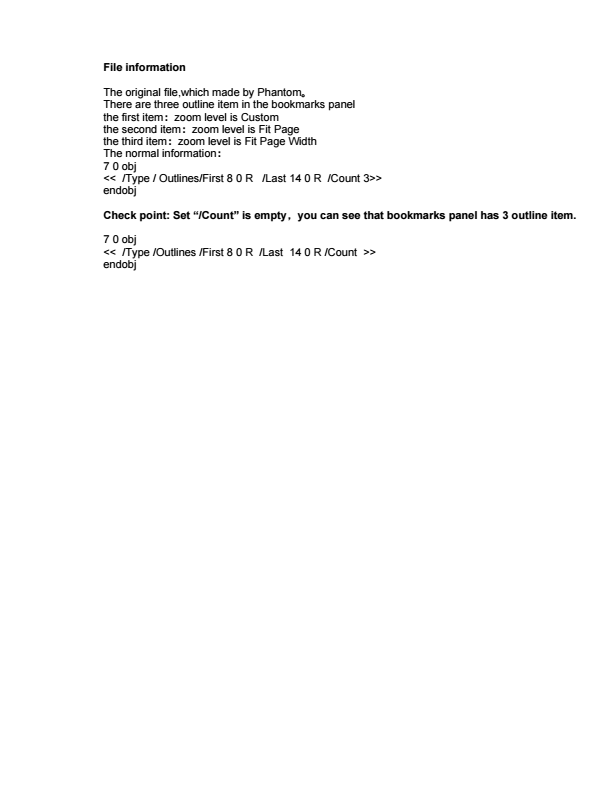 File information
The original file,which made by Phantom。
There are three outline item in the bookmarks panel
the first item：zoom level is Custom
the second item：zoom level is Fit Page
the third item：zoom level is Fit Page Width
The normal information：
7 0 obj
<<  /Type / Outlines/First 8 0 R   /Last 14 0 R  /Count 3>>
endobj
Check point: Set “/Count” is empty，you can see that bookmarks panel has 3 outline item.
7 0 obj
<<  /Type /Outlines /First 8 0 R  /Last  14 0 R /Count  >>
endobj